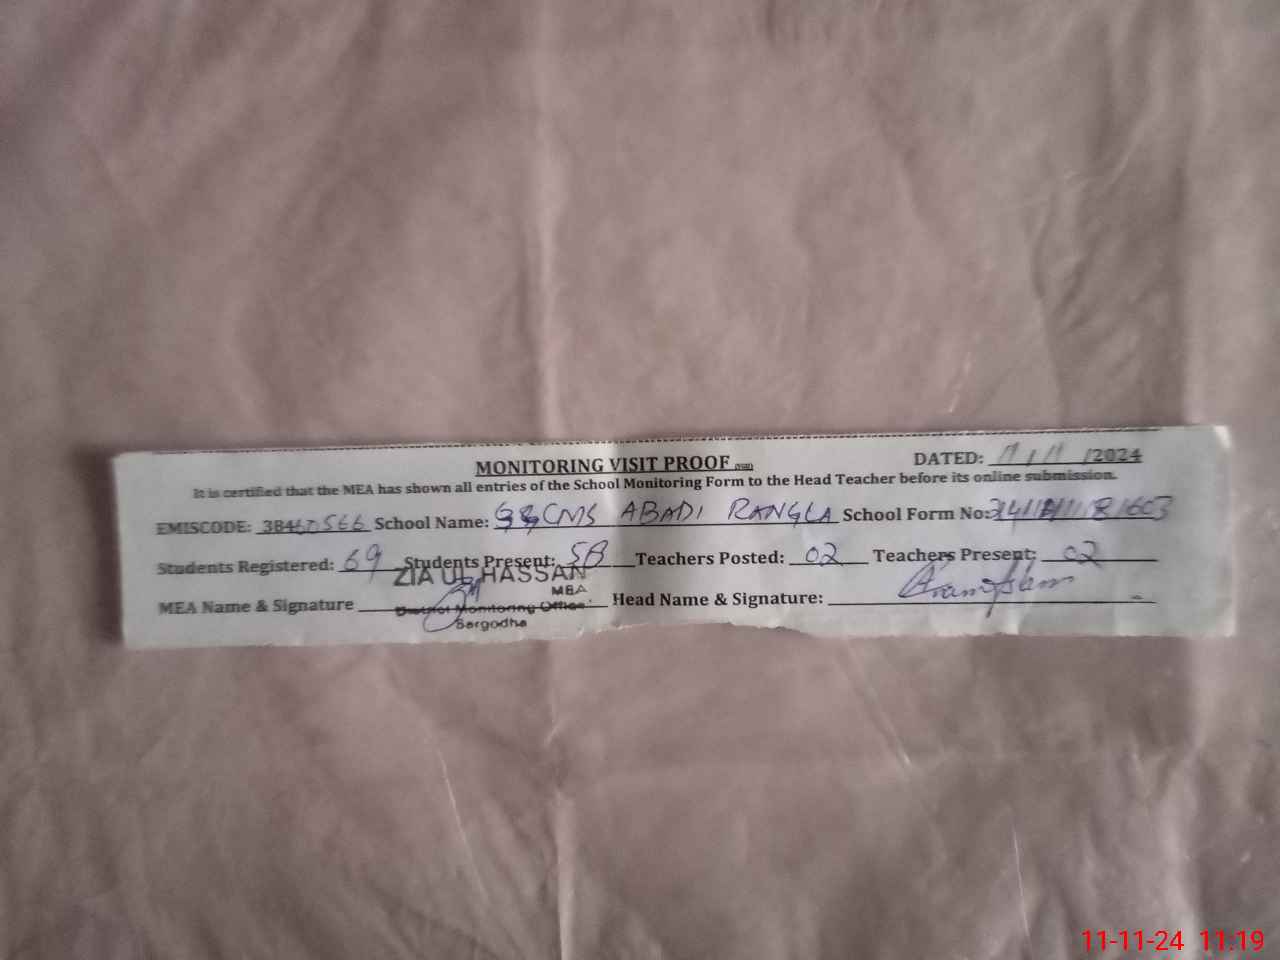 MONITORING VISIT PROOF
DATED: 11/11/2024
It is certified that the MEA has shown all entries of the School Monitoring Form to the Head Teacher before its online submission.
EMISCODE: 38460566 School Name: CMS ABADI RANGLA School Form No:
Students Registered: 69 Students Present: 58 Teachers Posted: 02 Teachers Present: 02
ZIA UL HASSAN
MEA
MEA Name & Signature Head Name & Signature:
District Monitoring Office
Sargodha
11-11-24 11:19